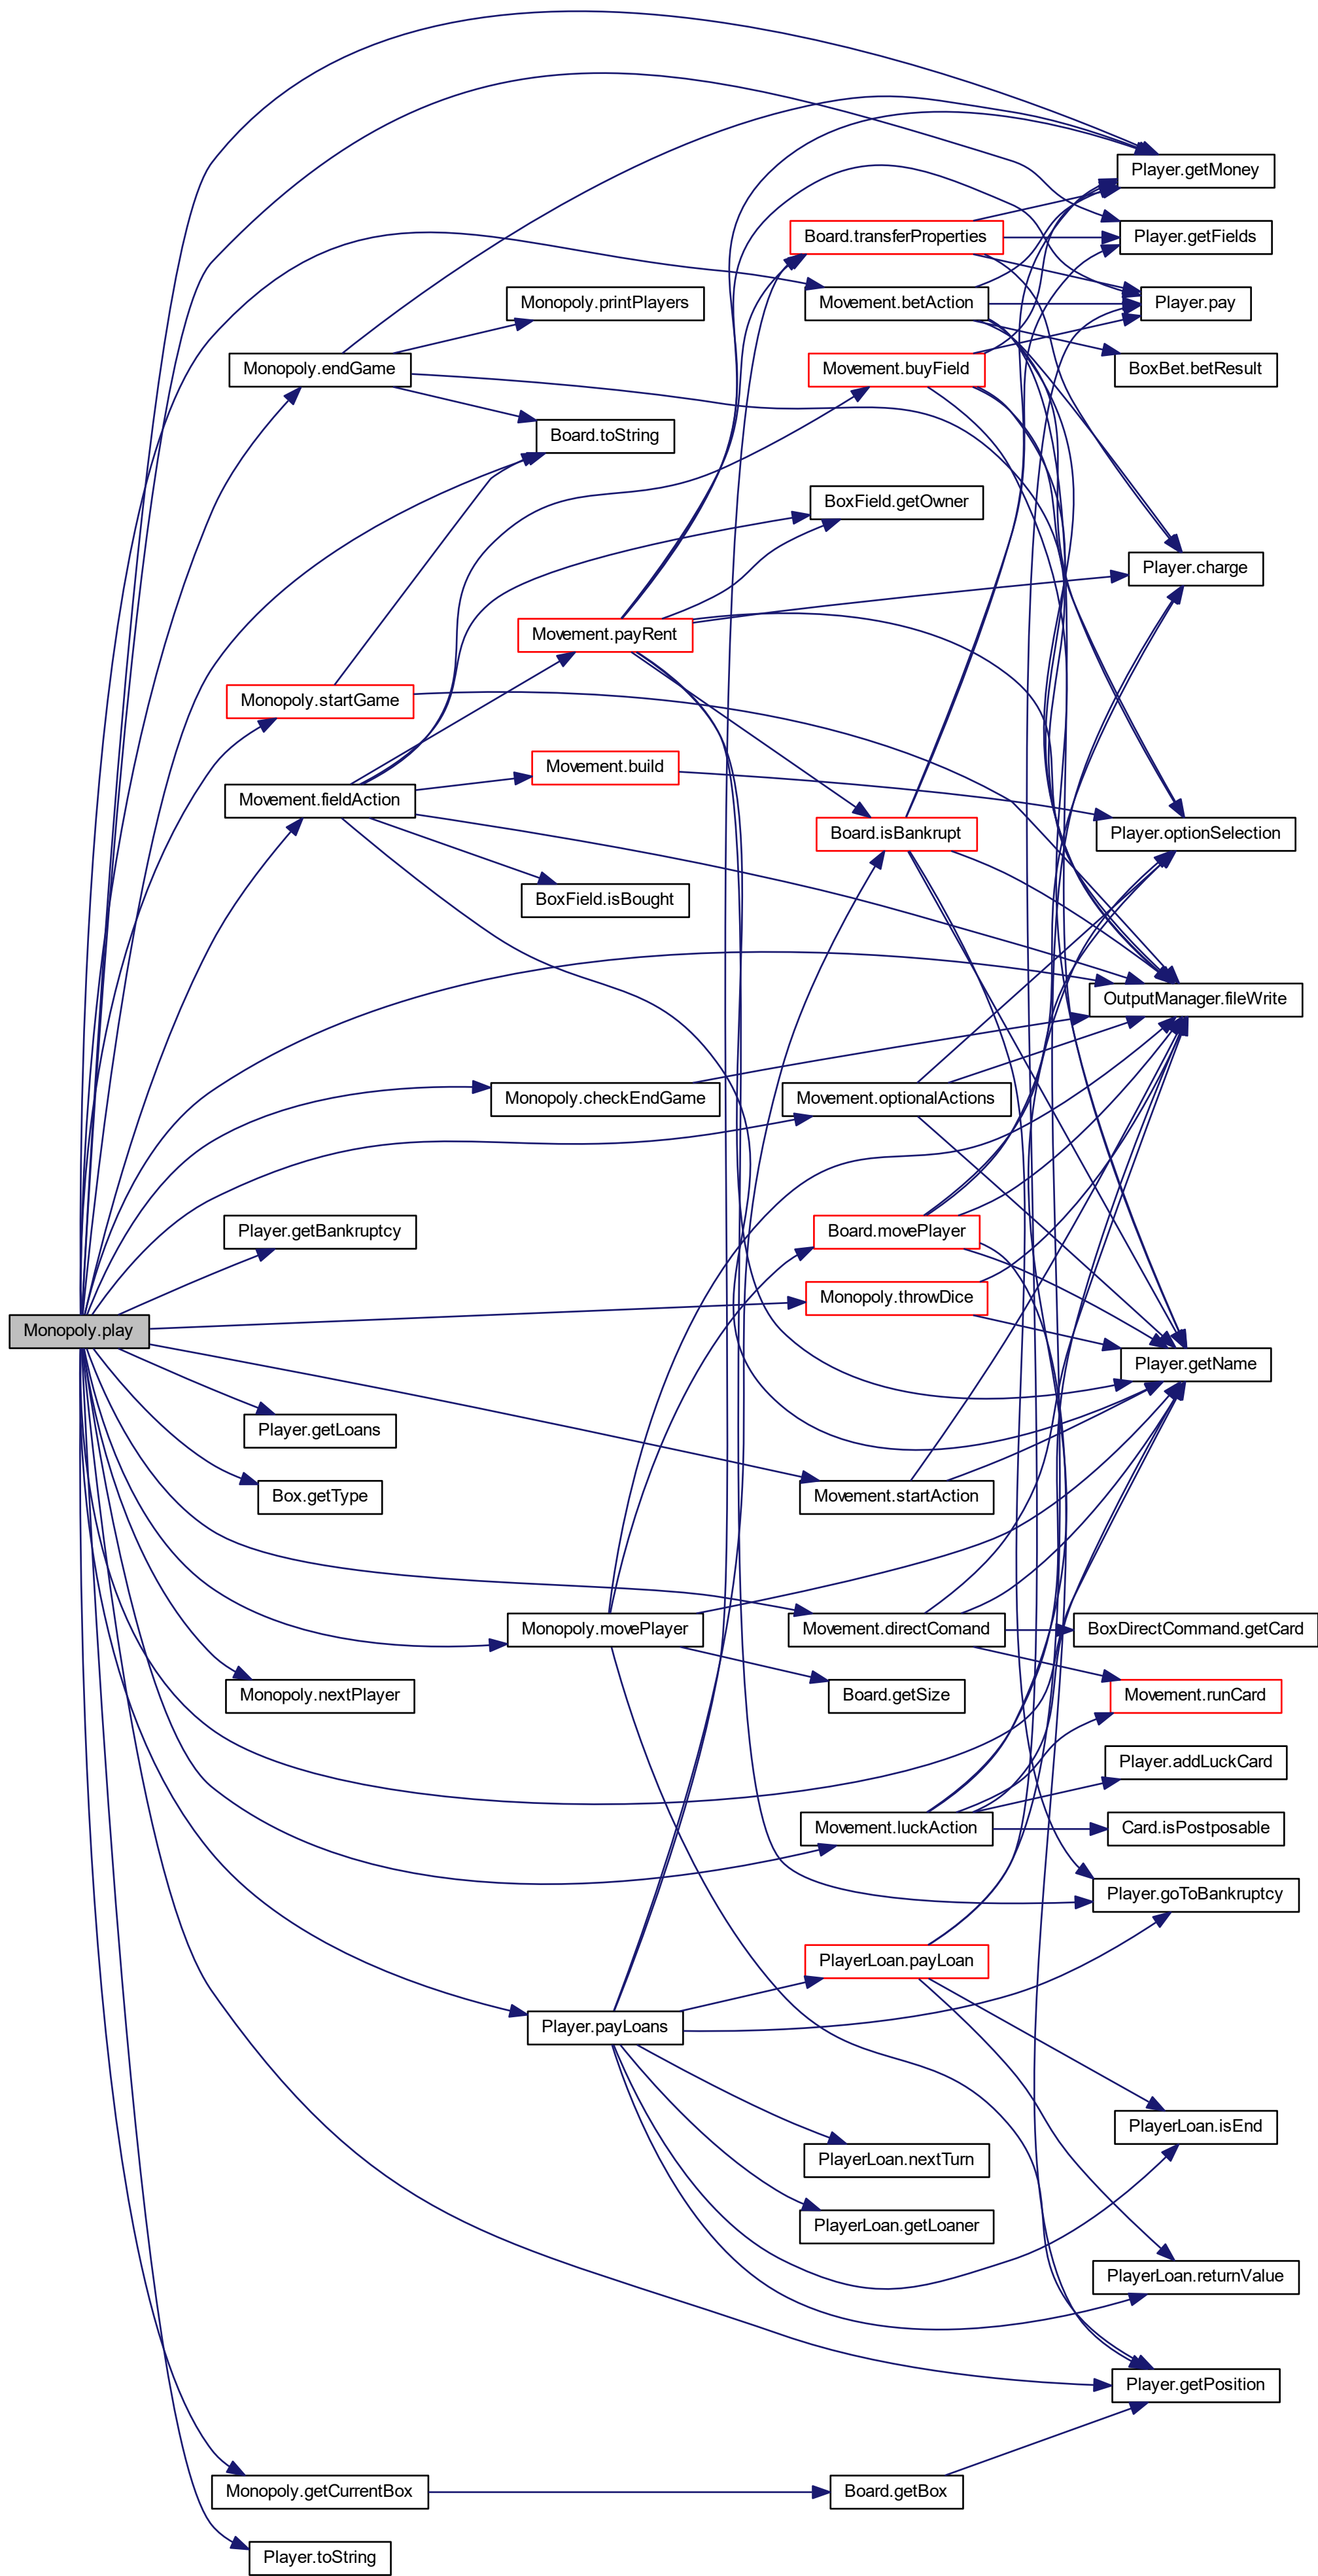 Player.getMoney
Player.getFields
Board.transferProperties
Player.pay
Monopoly.printPlayers
Movement.betAction
Monopoly.endGame
Movement.buyField
BoxBet.betResult
Board.toString
BoxField.getOwner
Player.charge
Movement.payRent
Monopoly.startGame
Movement.build
Movement.fieldAction
Board.isBankrupt
Player.optionSelection
BoxField.isBought
OutputManager.fileWrite
Monopoly.checkEndGame
Movement.optionalActions
Player.getBankruptcy
Board.movePlayer
Monopoly.throwDice
Monopoly.play
Player.getName
Player.getLoans
Box.getType
Movement.startAction
Monopoly.movePlayer
Movement.directComand
BoxDirectCommand.getCard
Monopoly.nextPlayer
Board.getSize
Movement.runCard
Player.addLuckCard
Movement.luckAction
Card.isPostposable
Player.goToBankruptcy
PlayerLoan.payLoan
Player.payLoans
PlayerLoan.isEnd
PlayerLoan.nextTurn
PlayerLoan.getLoaner
PlayerLoan.returnValue
Player.getPosition
Monopoly.getCurrentBox
Board.getBox
Player.toString